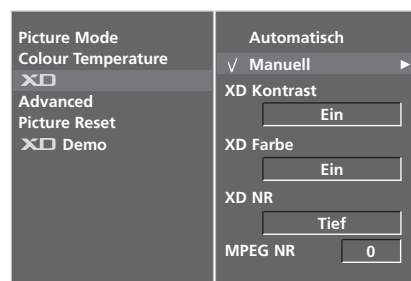 Picture Mode
Colour Temperature
XD
Advanced
Picture Reset
XD Demo
Automatisch
√ Manuell
XD Kontrast
Ein
XD Farbe
Ein
XD NR
Tief
MPEG NR 0